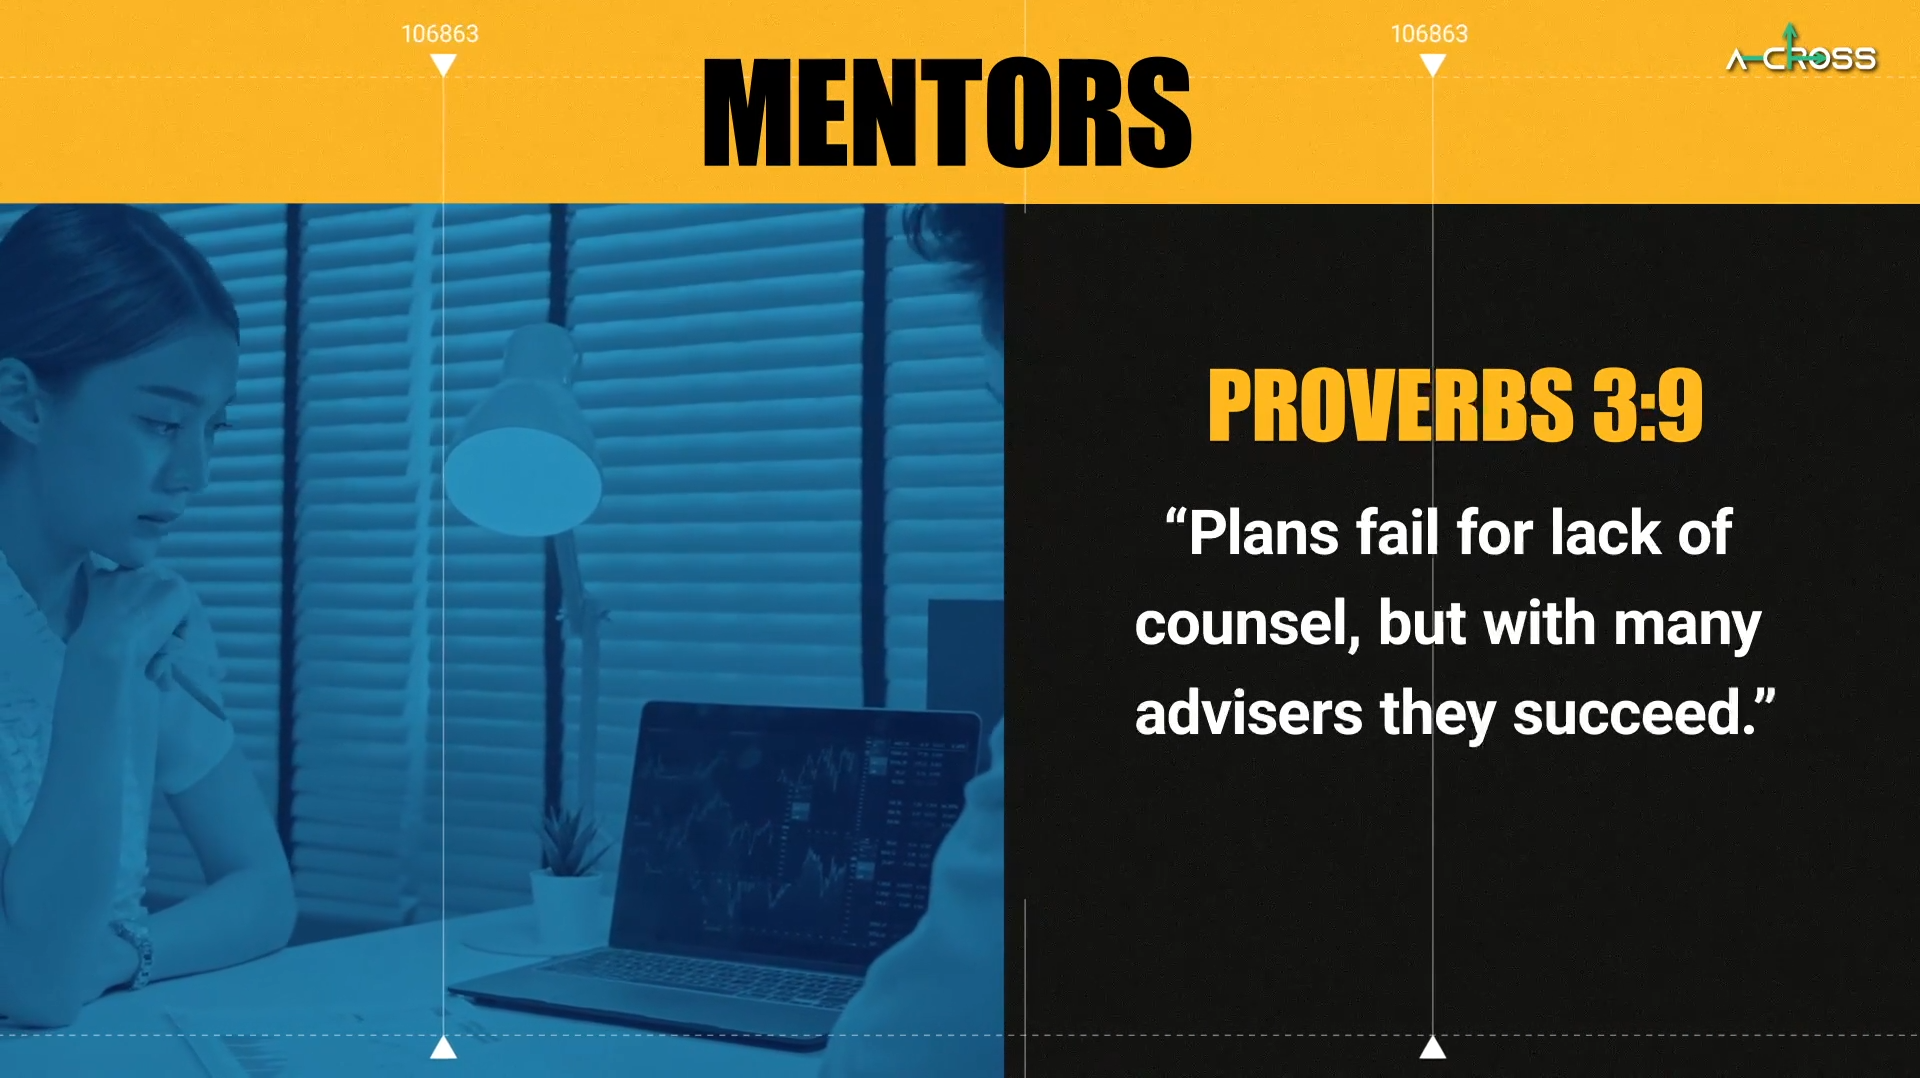 106863
106863
A-CROSS
MENTORS
PROVERBS 3:9
“Plans fail for lack of
counsel, but with many
advisers they succeed.”